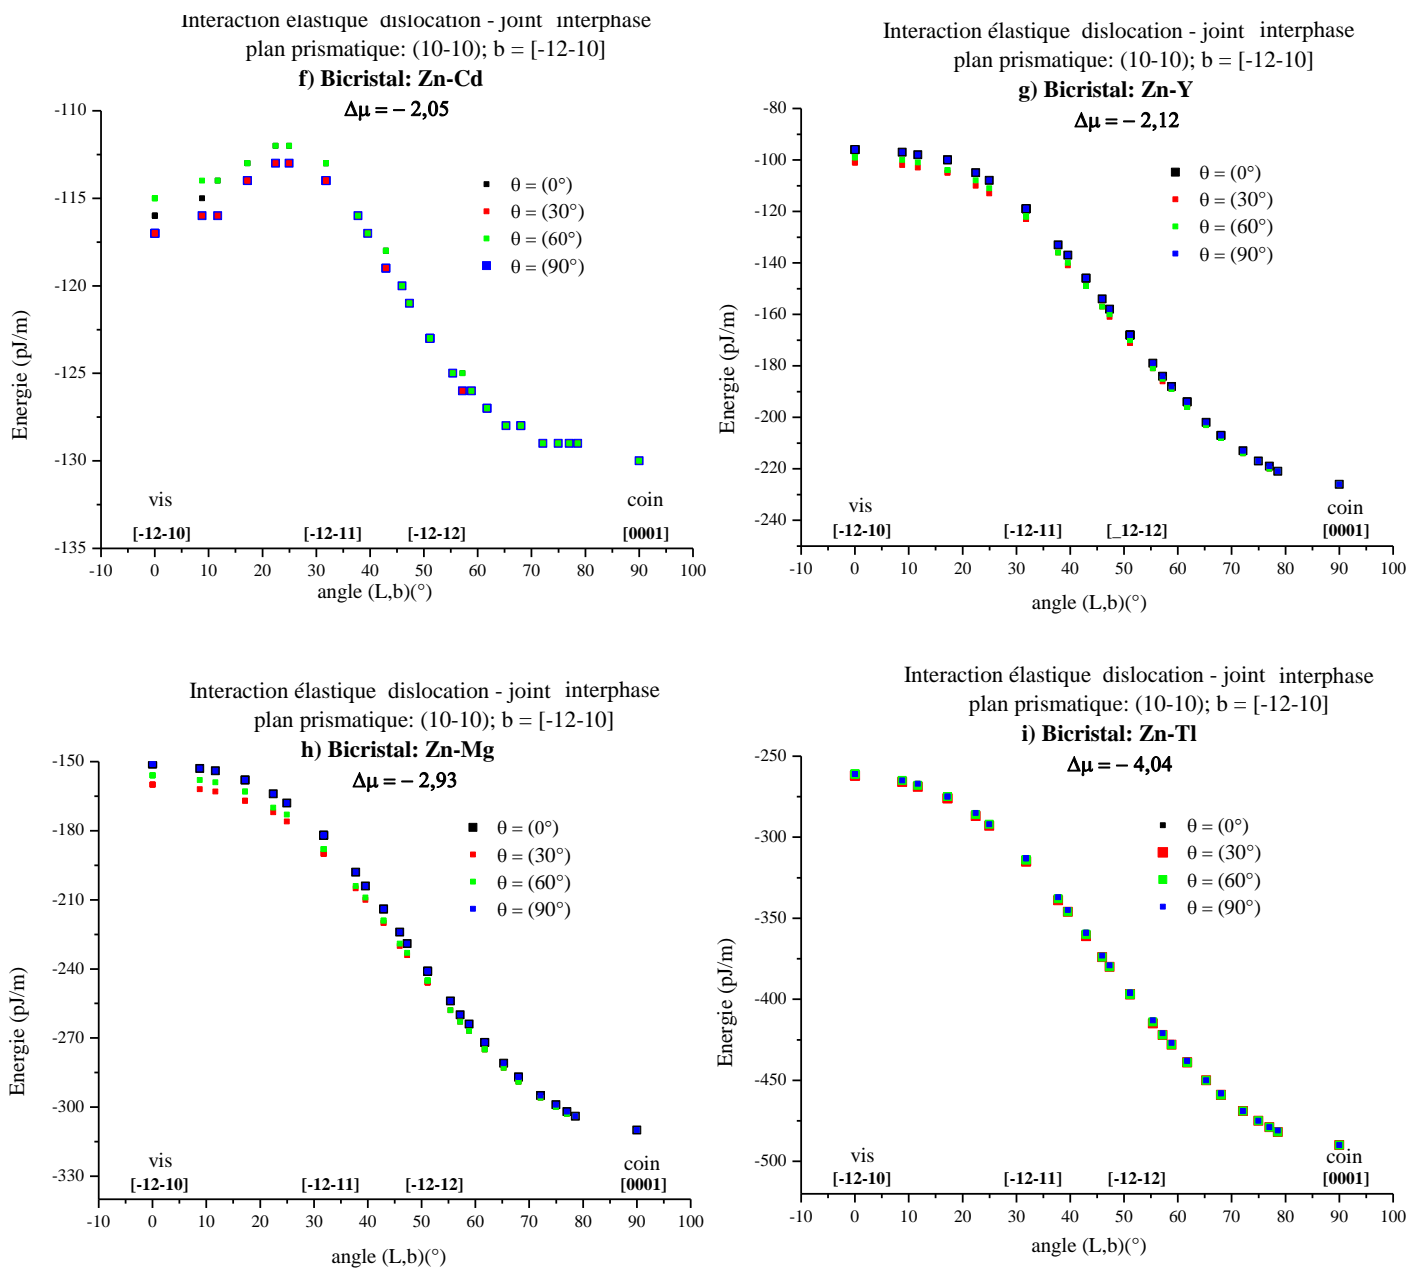 Interaction élastique dislocation - joint interphase
plan prismatique: (10-10); b = [-12-10]
f) Bicristal: Zn-Cd
Δμ = − 2,05
-110
-115
-120
-125
-130
-135
Energie (pJ/m)
θ = (0°)
θ = (30°)
θ = (60°)
θ = (90°)
vis
coin
[-12-10]
[-12-11]
[-12-12]
[0001]
-10 0 10 20 30 40 50 60 70 80 90 100
angle (L,b)(°)
Interaction élastique dislocation - joint interphase
plan prismatique: (10-10); b = [-12-10]
g) Bicristal: Zn-Y
Δμ = − 2,12
-80
-100
-120
-140
-160
-180
-200
-220
-240
Energie (pJ/m)
θ = (0°)
θ = (30°)
θ = (60°)
θ = (90°)
vis
coin
[-12-10]
[-12-11]
[_12-12]
[0001]
-10 0 10 20 30 40 50 60 70 80 90 100
angle (L,b)(°)
Interaction élastique dislocation - joint interphase
plan prismatique: (10-10); b = [-12-10]
h) Bicristal: Zn-Mg
Δμ = − 2,93
-150
-180
-210
-240
-270
-300
-330
Energie (pJ/m)
θ = (0°)
θ = (30°)
θ = (60°)
θ = (90°)
vis
coin
[-12-10]
[-12-11]
[-12-12]
[0001]
-10 0 10 20 30 40 50 60 70 80 90 100
angle (L,b)(°)
Interaction élastique dislocation - joint interphase
plan prismatique: (10-10); b = [-12-10]
i) Bicristal: Zn-Tl
Δμ = − 4,04
-250
-300
-350
-400
-450
-500
Energie (pJ/m)
θ = (0°)
θ = (30°)
θ = (60°)
θ = (90°)
vis
coin
[-12-10]
[-12-11]
[-12-12]
[0001]
-10 0 10 20 30 40 50 60 70 80 90 100
angle (L,b)(°)